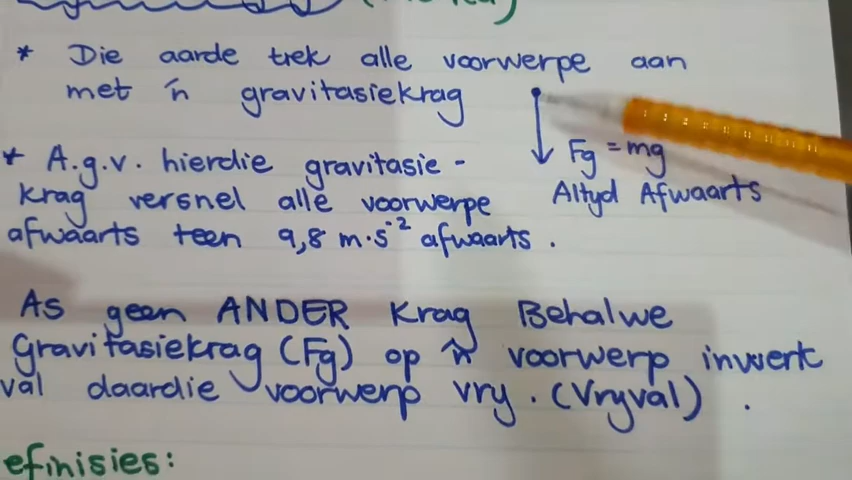 * Die aarde trek alle voorwerpe aan
met 'n gravitasiekrag
Fg = mg
Altyd Afwaarts
* A.g.v. hierdie gravitasie-
krag versnel alle voorwerpe
afwaarts teen 9,8 m·s⁻² afwaarts.
As geen ANDER Krag Behalwe
Gravitasiekrag (Fg) op 'n voorwerp inwerk
val daardie voorwerp vry. (Vryval).
efinisies: